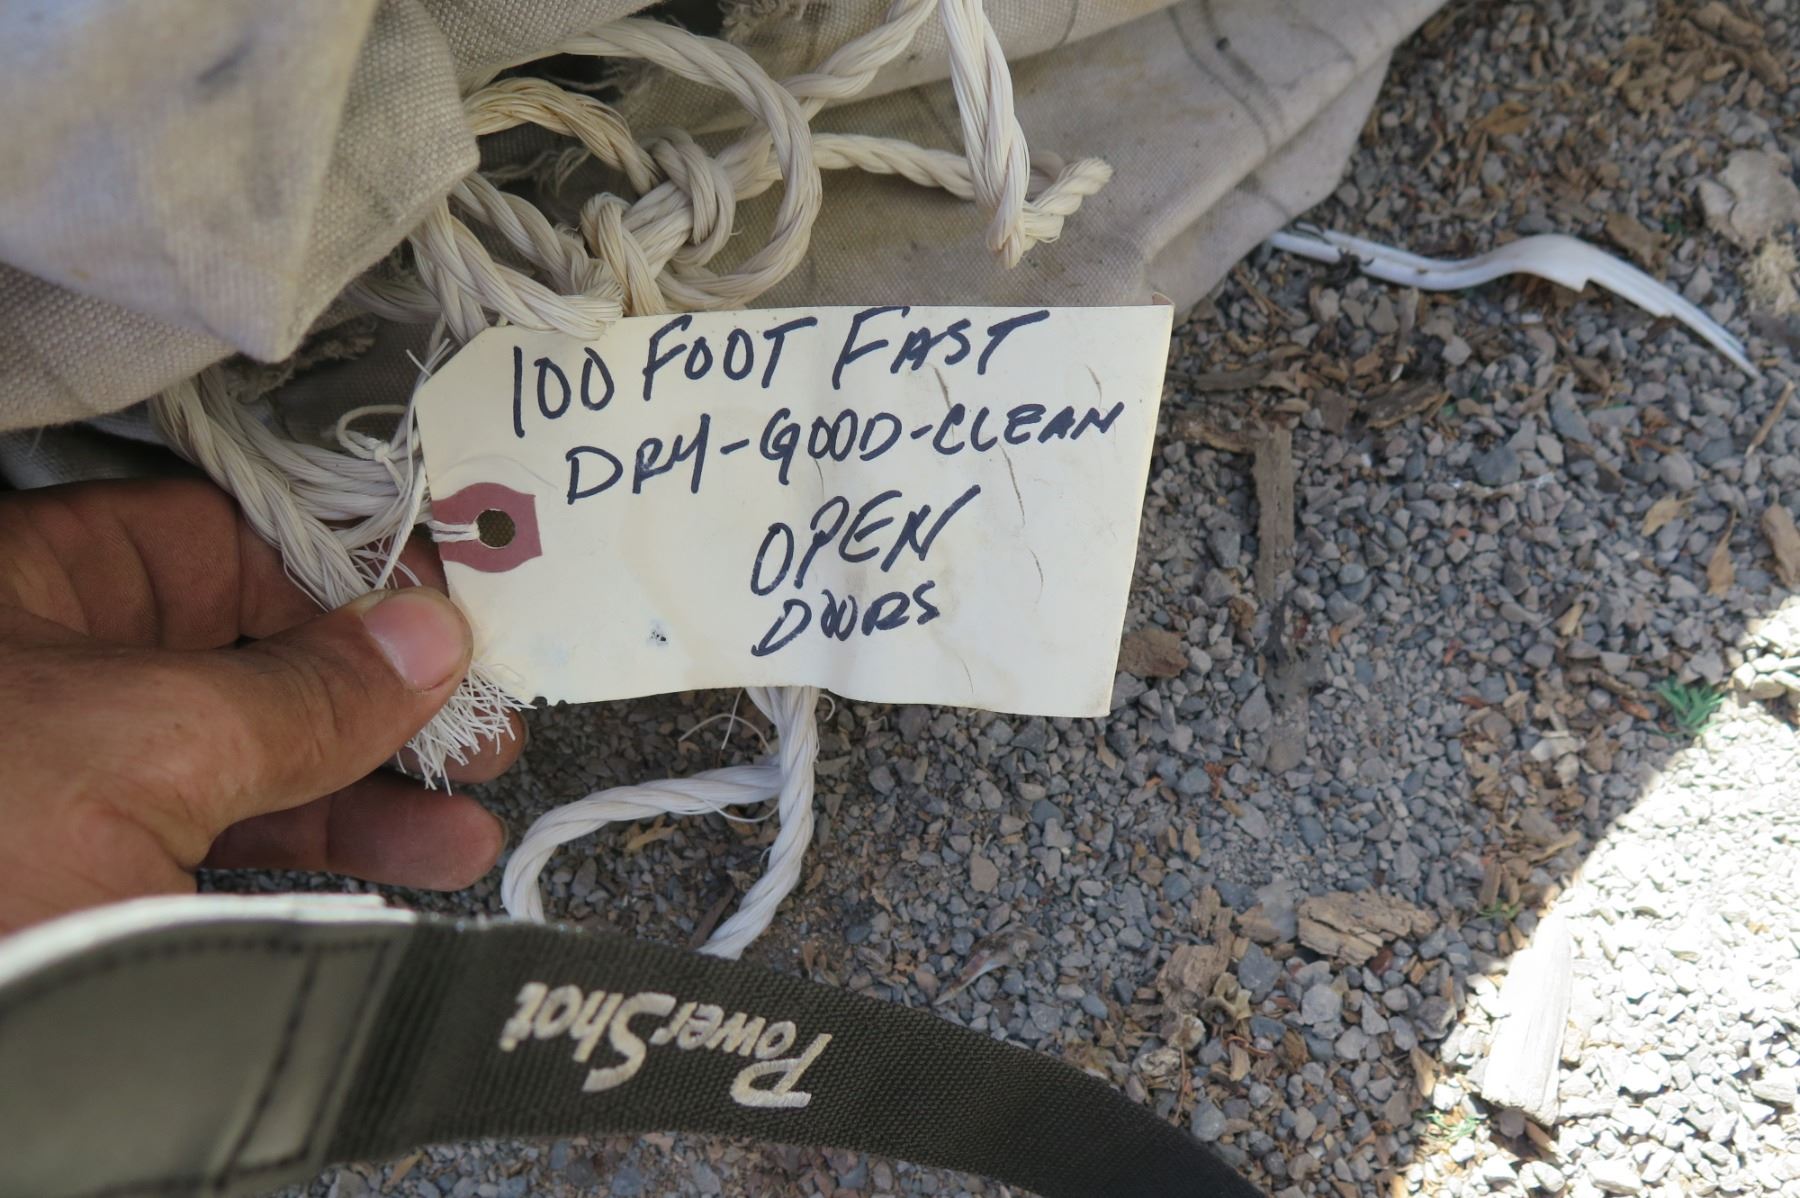 100 FOOT FAST
DRY-GOOD-CLEAN
OPEN
DOORS
PowerShot